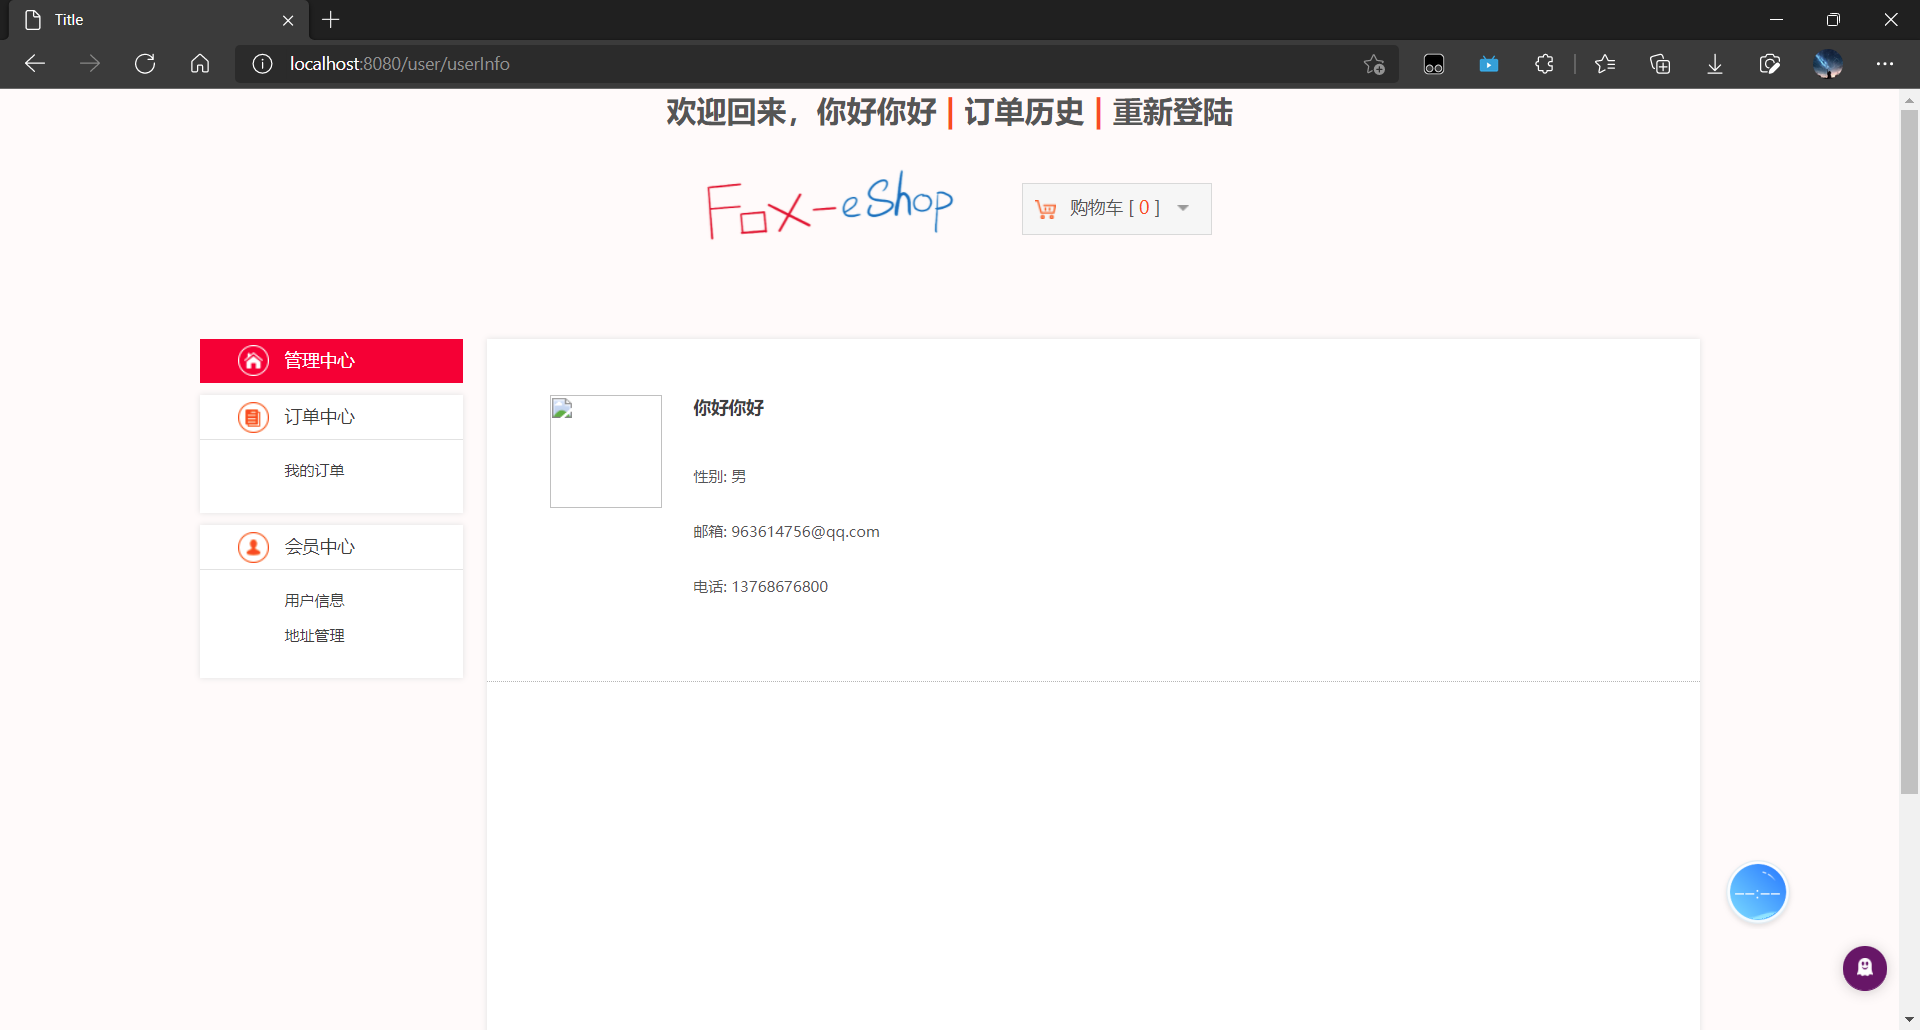 Title
localhost:8080/user/userInfo
欢迎回来，你好你好 | 订单历史 | 重新登陆
Fox-eShop
购物车 [ 0 ]
管理中心
订单中心
我的订单
会员中心
用户信息
地址管理
你好你好
性别: 男
邮箱: 963614756@qq.com
电话: 13768676800
--:--